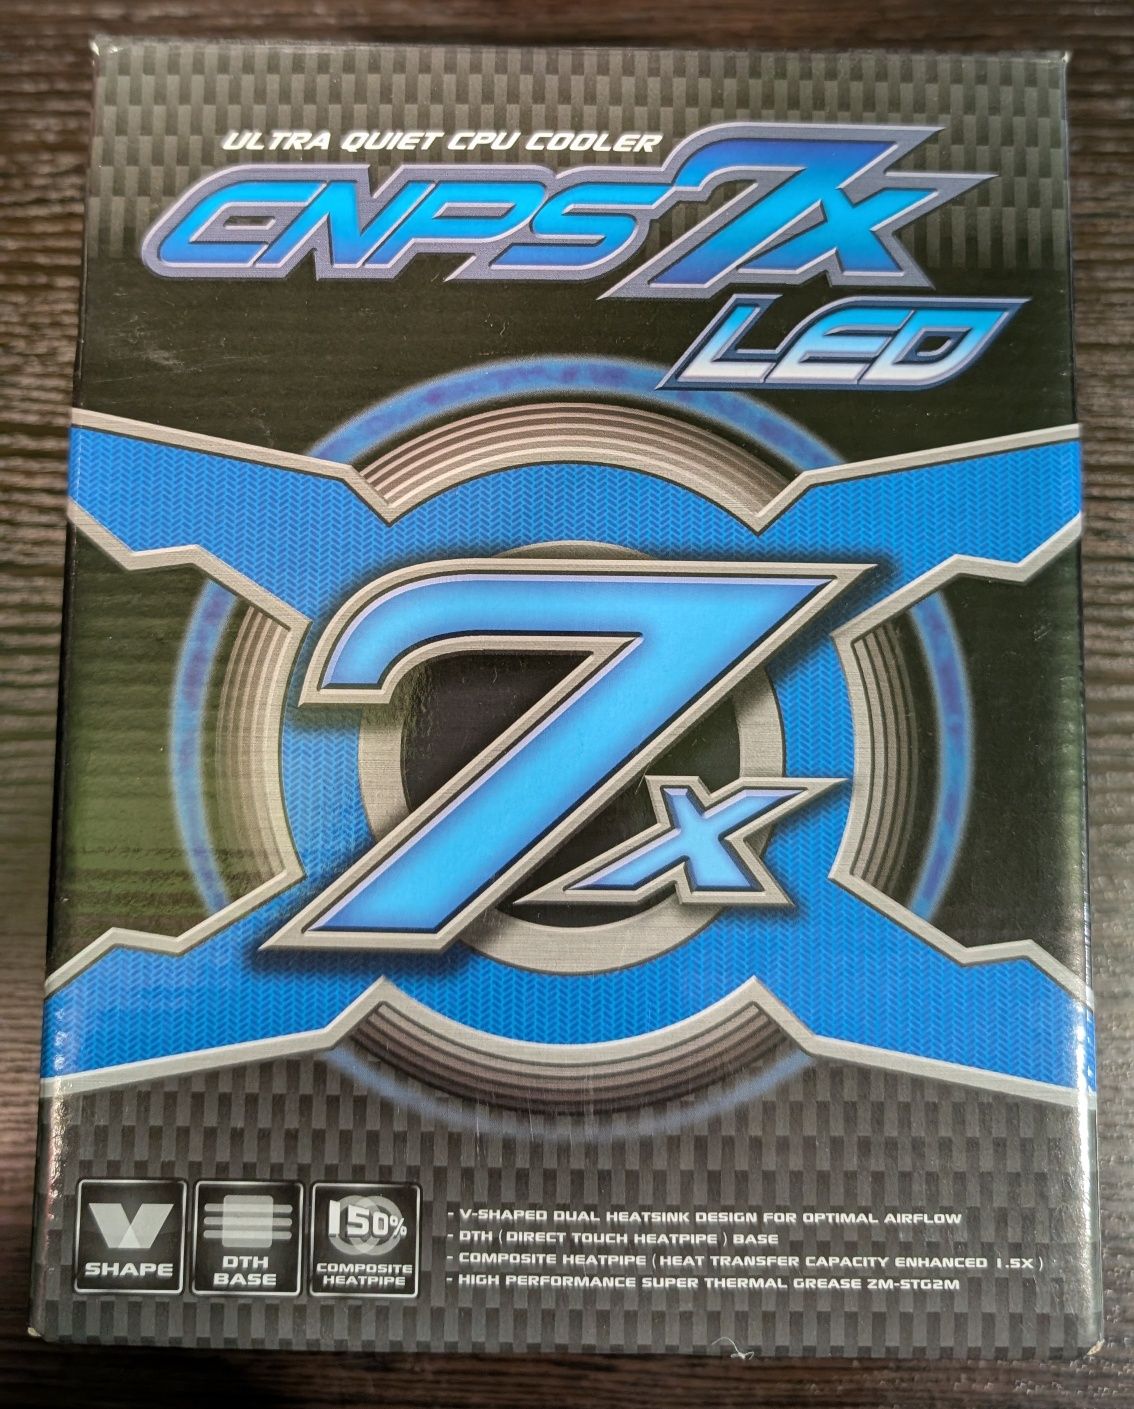 ULTRA QUIET CPU COOLER
CNPS7X
LED
7x
V
SHAPE
DTH
BASE
150%
COMPOSITE
HEATPIPE
- V-SHAPED DUAL HEATSINK DESIGN FOR OPTIMAL AIRFLOW
- DTH ( DIRECT TOUCH HEATPIPE ) BASE
- COMPOSITE HEATPIPE ( HEAT TRANSFER CAPACITY ENHANCED 1.5X )
- HIGH PERFORMANCE SUPER THERMAL GREASE ZM-STG2M